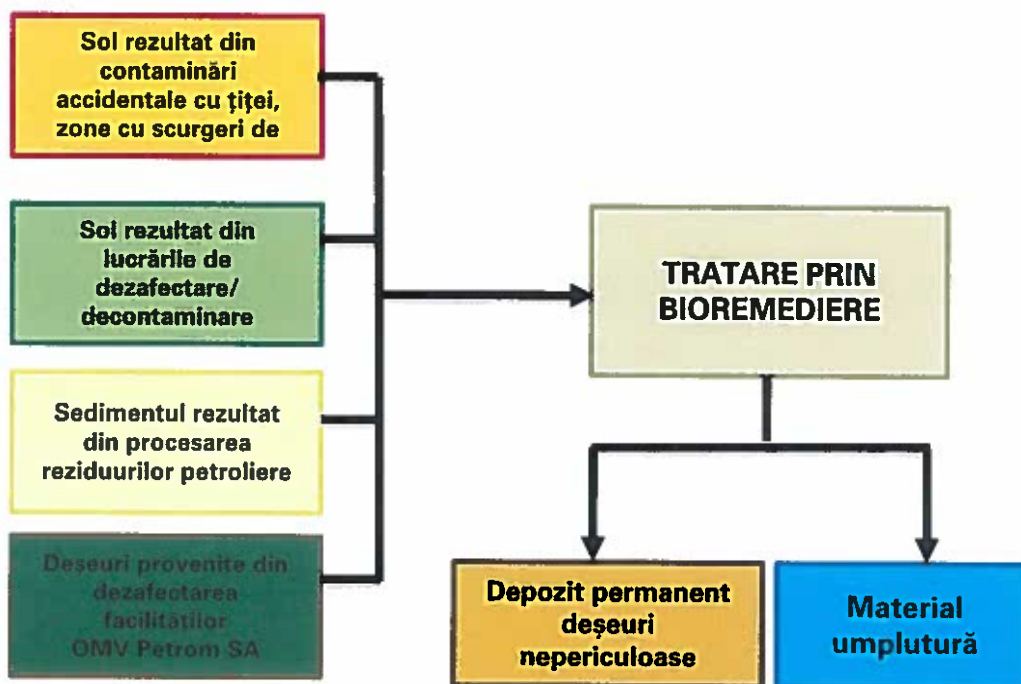 Sol rezultat din
contaminări
accidentale cu țiței,
zone cu scurgeri de
Sol rezultat din
lucrările de
dezafectare/
decontaminare
Sedimentul rezultat
din procesarea
reziduurilor petroliere
Deșeuri provenite din
dezafectarea
facilităților
OMV Petrom SA
TRATARE PRIN
BIOREMEDIERE
Depozit permanent
deșeuri
nepericuloase
Material
umplutură